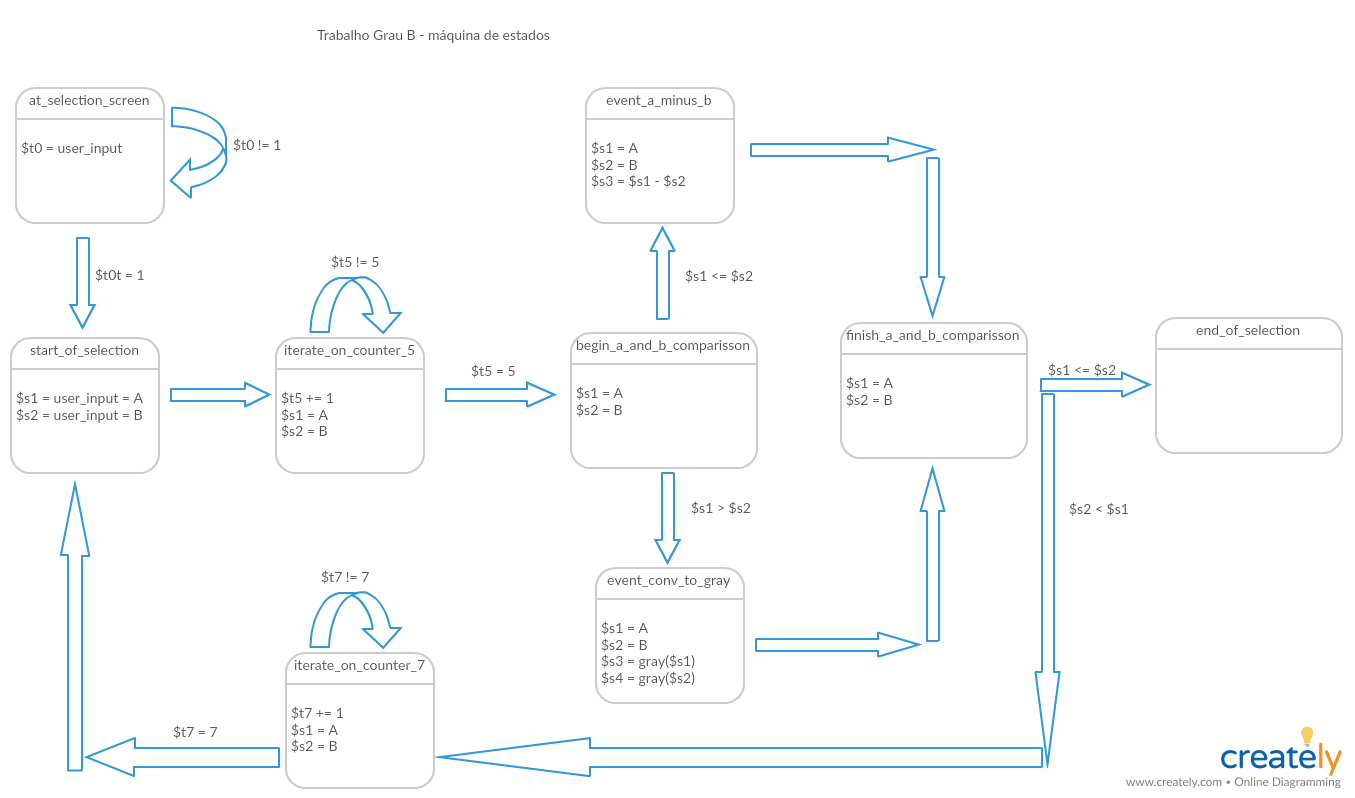 Trabalho Grau B - máquina de estados
at_selection_screen
$t0 = user_input
$t0 != 1
$t0t = 1
start_of_selection
$s1 = user_input = A
$s2 = user_input = B
$t5 != 5
iterate_on_counter_5
$t5 += 1
$s1 = A
$s2 = B
$t5 = 5
event_a_minus_b
$s1 = A
$s2 = B
$s3 = $s1 - $s2
$s1 <= $s2
begin_a_and_b_comparisson
$s1 = A
$s2 = B
$s1 > $s2
event_conv_to_gray
$s1 = A
$s2 = B
$s3 = gray($s1)
$s4 = gray($s2)
finish_a_and_b_comparisson
$s1 = A
$s2 = B
$s1 <= $s2
end_of_selection
$s2 < $s1
$t7 != 7
iterate_on_counter_7
$t7 += 1
$s1 = A
$s2 = B
$t7 = 7
creately
www.creately.com • Online Diagramming